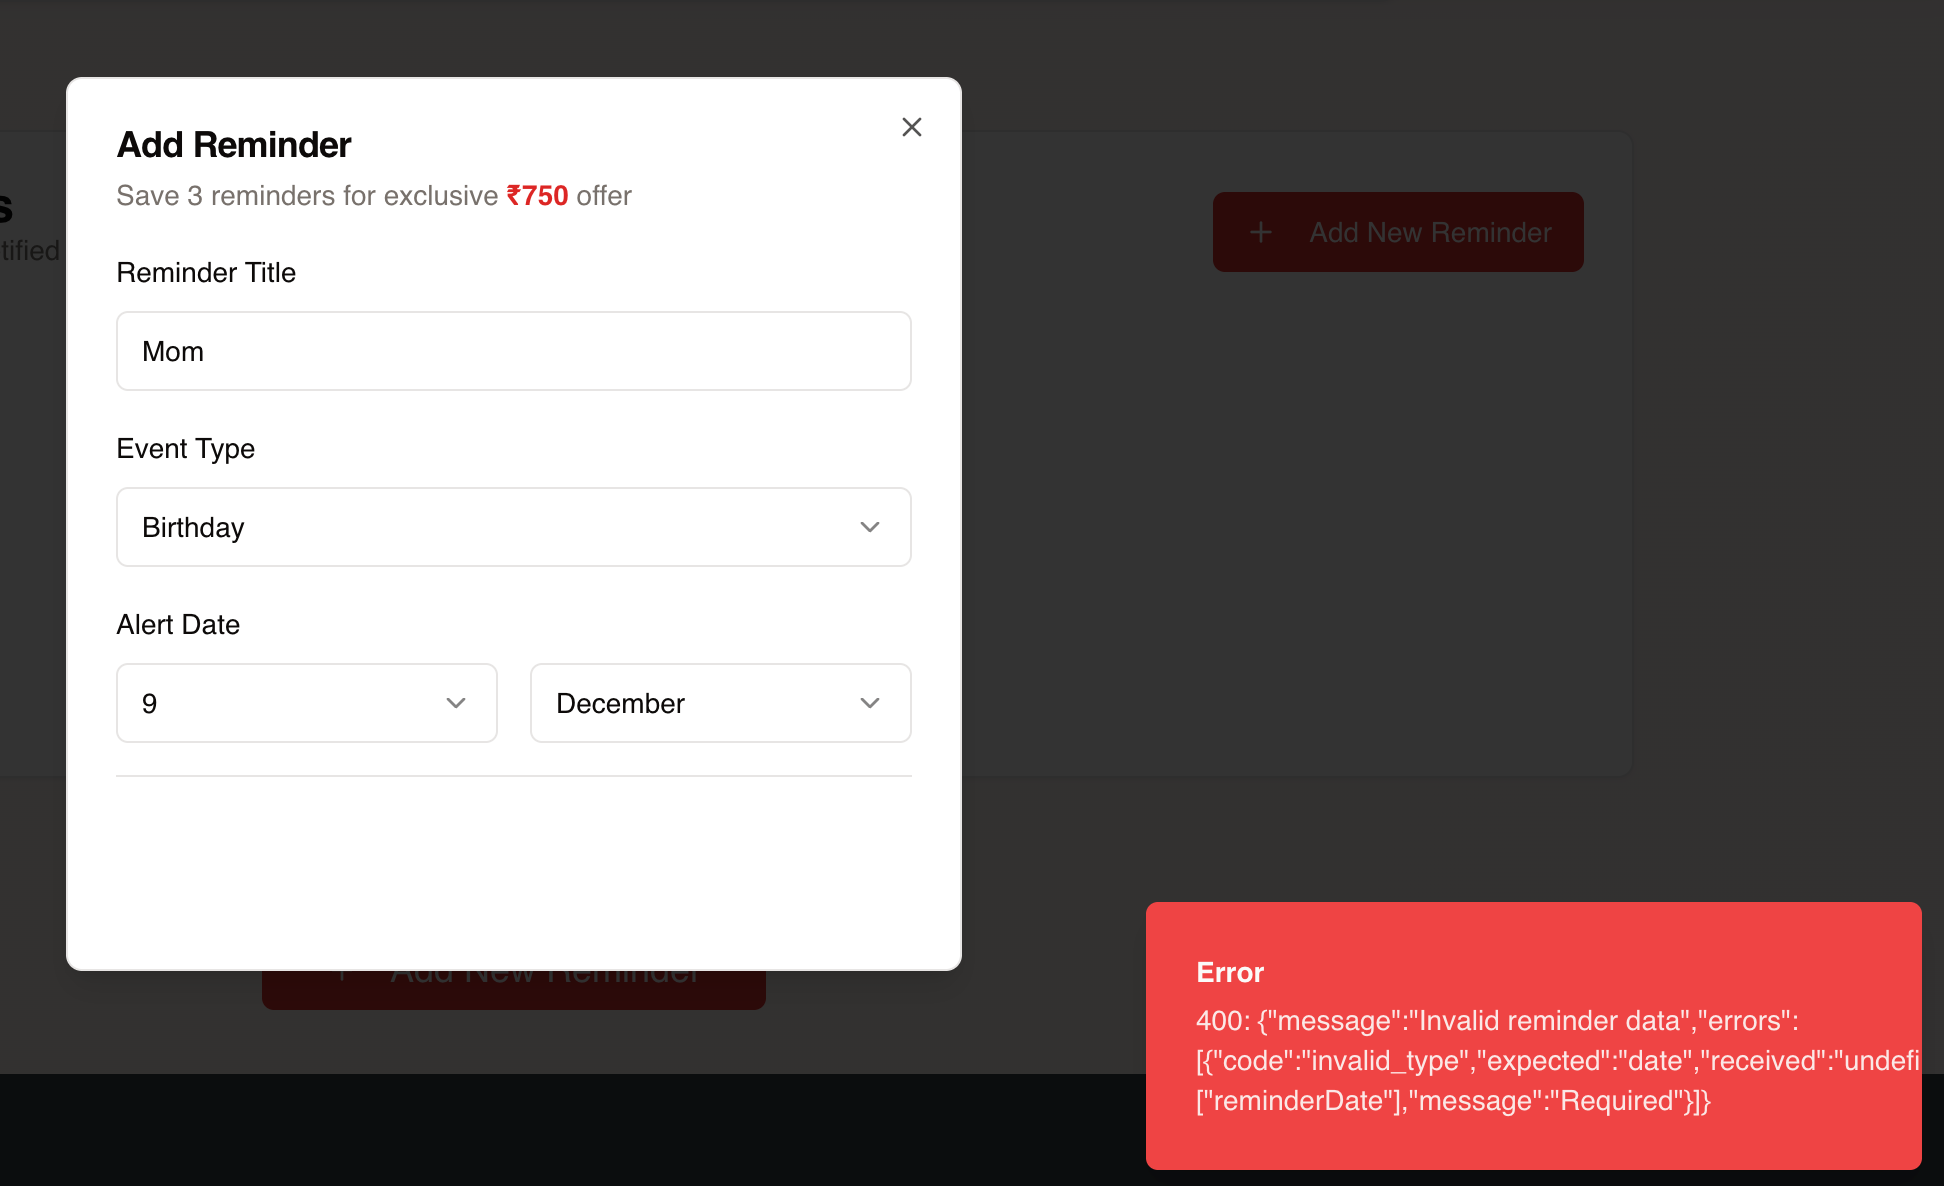 Add Reminder
Save 3 reminders for exclusive ₹750 offer
Reminder Title
Mom
Event Type
Birthday
Alert Date
9
December
s
tified
+ Add New Reminder
+ Add New Reminder
Error
400: {"message":"Invalid reminder data","errors":
[{"code":"invalid_type","expected":"date","received":"undefi
["reminderDate"],"message":"Required"}]}